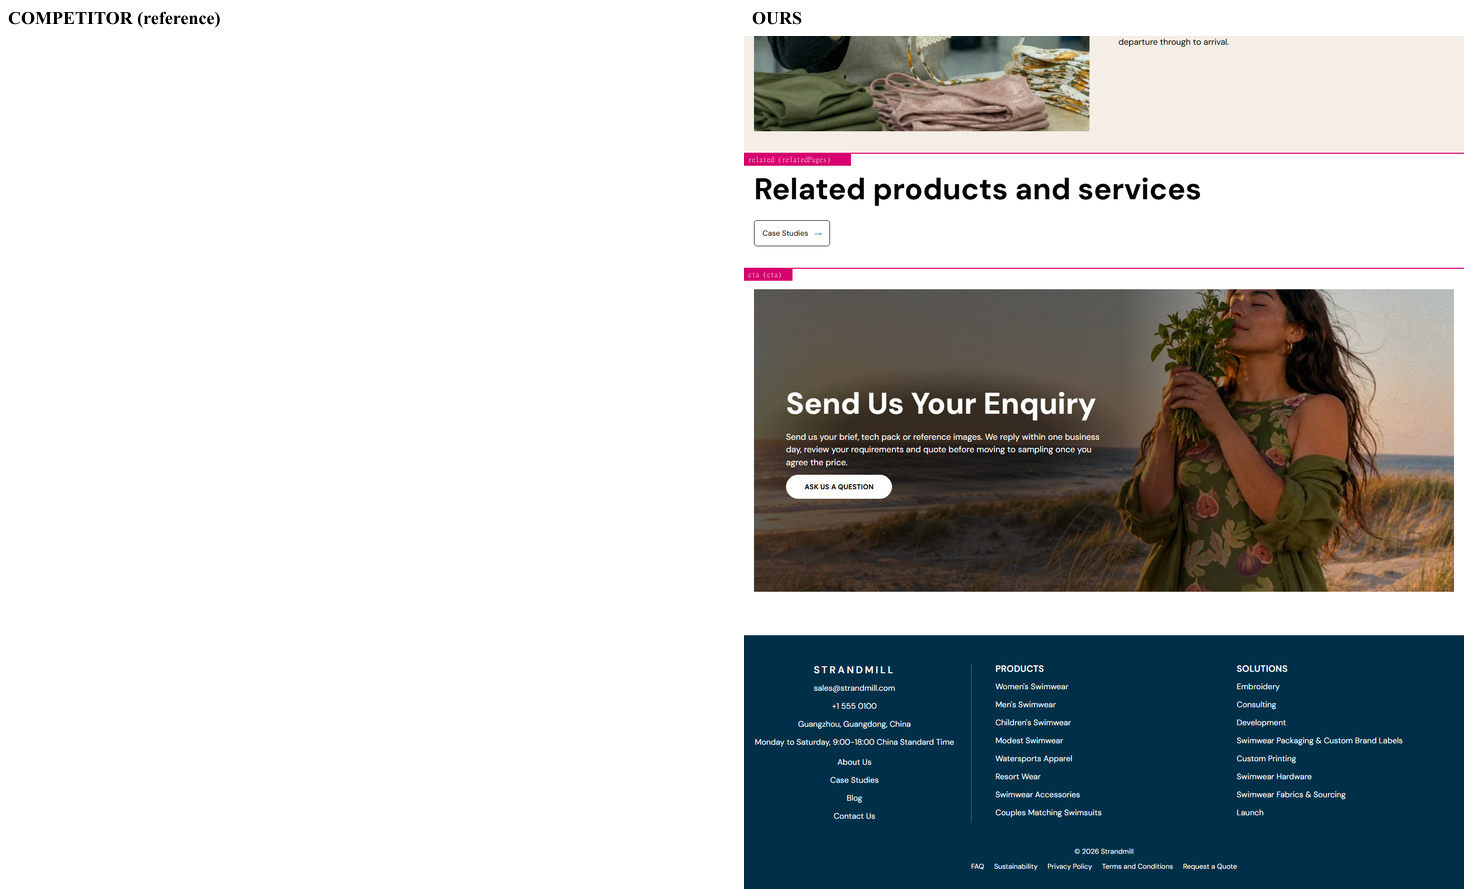 COMPETITOR (reference)
OURS
departure through to arrival.
related (relatedPages)
Related products and services
Case Studies →
cta (cta)
Send Us Your Enquiry
Send us your brief, tech pack or reference images. We reply within one business
day, review your requirements and quote before moving to sampling once you
agree the price.
ASK US A QUESTION
STRANDMILL
sales@strandmill.com
+1 555 0100
Guangzhou, Guangdong, China
Monday to Saturday, 9:00-18:00 China Standard Time
About Us
Case Studies
Blog
Contact Us
PRODUCTS
Women's Swimwear
Men's Swimwear
Children's Swimwear
Modest Swimwear
Watersports Apparel
Resort Wear
Swimwear Accessories
Couples Matching Swimsuits
SOLUTIONS
Embroidery
Consulting
Development
Swimwear Packaging & Custom Brand Labels
Custom Printing
Swimwear Hardware
Swimwear Fabrics & Sourcing
Launch
© 2026 Strandmill
FAQ Sustainability Privacy Policy Terms and Conditions Request a Quote